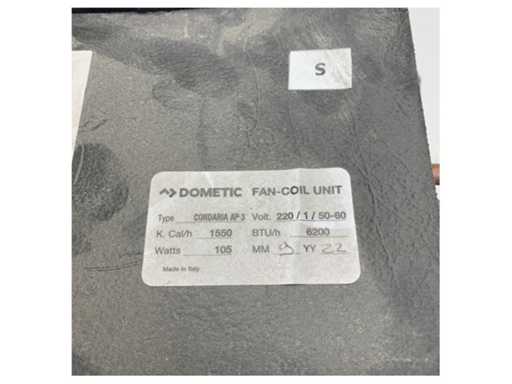 S
DOMETIC FAN-COIL UNIT
Type CORDARIA AP 3 Volt. 220 / 1 / 50-60
K. Cal/h 1550 BTU/h 6200
Watts 105 MM 9 YY 22
Made in Italy